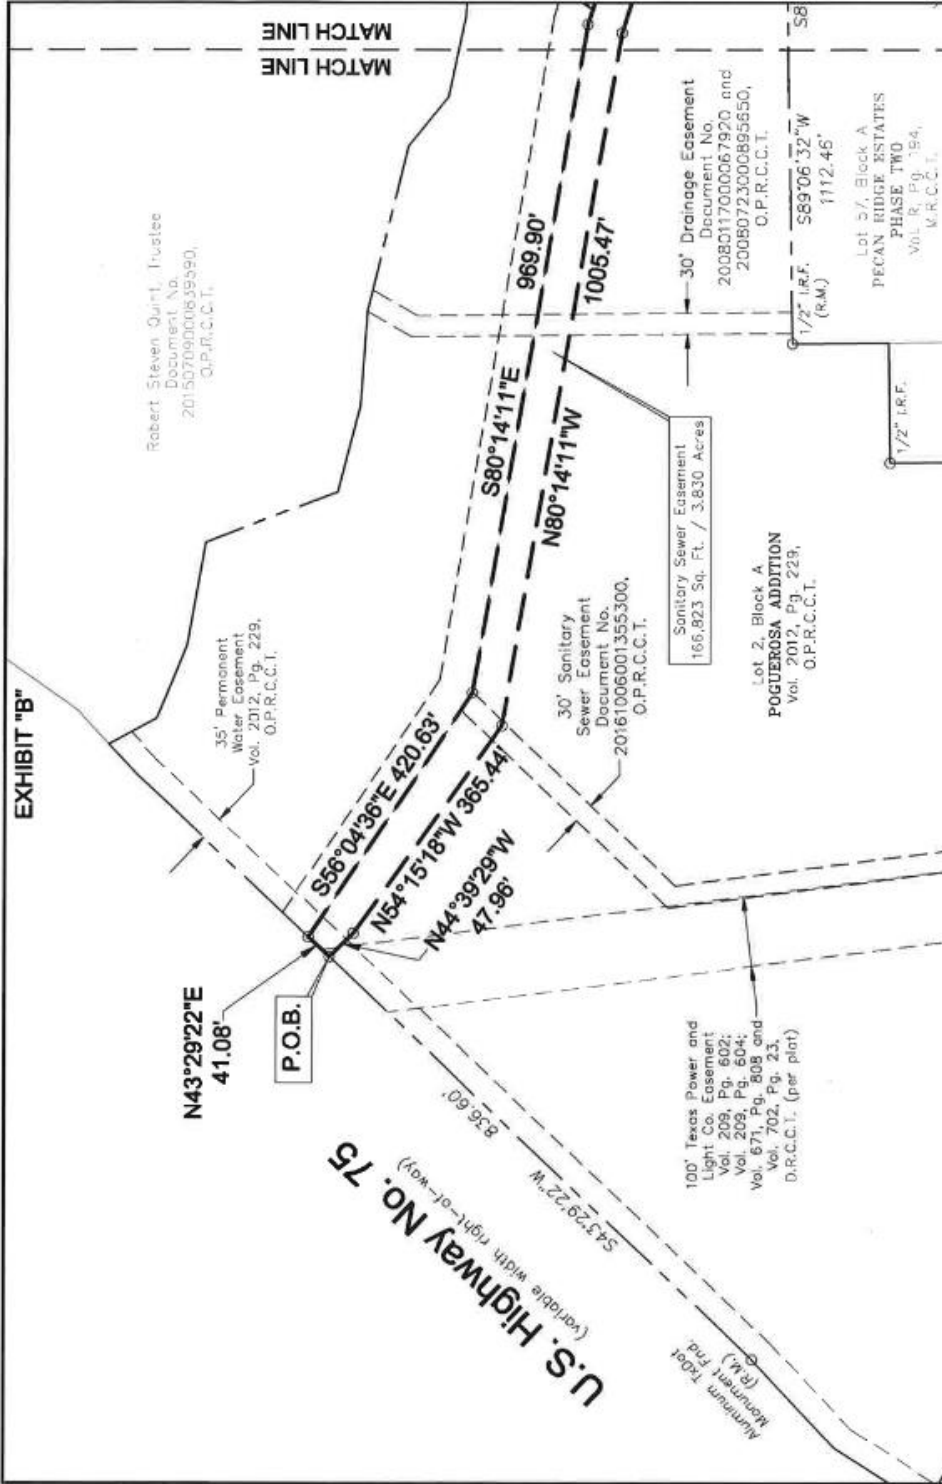 EXHIBIT "B"
Robert Steven Quint, Trustee
Document No.
20150709000839590,
O.P.R.C.C.T.
MATCH LINE
MATCH LINE
35' Permanent
Water Easement
Vol. 2012, Pg. 229,
O.P.R.C.C.T.
N43°29'22"E
41.08'
P.O.B.
S56°04'36"E 420.63'
N54°15'18"W 365.44'
N44°39'29"W
47.96'
S80°14'11"E
969.90'
N80°14'11"W
1005.47'
30' Sanitary
Sewer Easement
Document No.
20161006001355300,
O.P.R.C.C.T.
Sanitary Sewer Easement
166,823 Sq. Ft. / 3.830 Acres
30' Drainage Easement
Document No.
20080117000067920 and
20080723000895650,
O.P.R.C.C.T.
1/2" I.R.F.
(R.M.)
S89°06'32"W
1112.46'
S8
Lot 57, Block A
PECAN RIDGE ESTATES
PHASE TWO
Vol. R, Pg. 194,
M.R.C.C.T.
1/2" I.R.F.
Lot 2, Block A
POGUEROSA ADDITION
Vol. 2012, Pg. 229,
O.P.R.C.C.T.
U.S. Highway No. 75
(variable width right-of-way)
836.60'
S43°29'22"W
100' Texas Power and
Light Co. Easement
Vol. 209, Pg. 602;
Vol. 209, Pg. 604;
Vol. 671, Pg. 808 and
Vol. 702, Pg. 23,
D.R.C.C.T. (per plat)
Aluminum TxDot
Monument Fnd.
(R.M.)